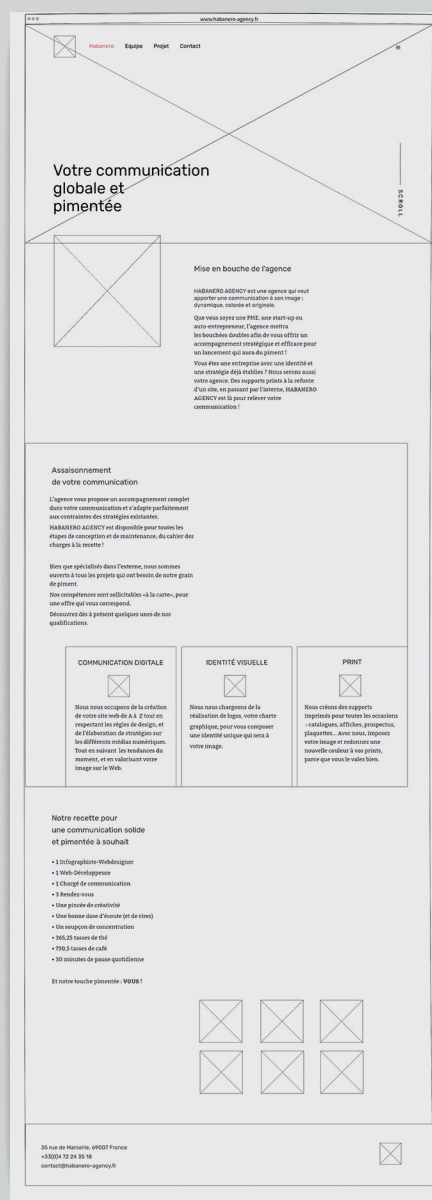 www.habanero-agency.fr
Habanero Equipe Projet Contact
Votre communication
globale et
pimentée
SCROLL
Mise en bouche de l'agence
HABANERO AGENCY est une agence qui veut
apporter une communication à son image :
dynamique, colorée et originale.
Que vous soyez une PME, une start-up ou
auto-entrepreneur, l'agence mettra
les bouchées doubles afin de vous offrir un
accompagnement stratégique et efficace pour
un lancement qui aura du piment !
Vous êtes une entreprise avec une identité et
une stratégie déjà établies ? Nous serons aussi
votre agence. Des supports prints à la refonte
d'un site, en passant par l'interne, HABANERO
AGENCY est là pour relever votre
communication !
Assaisonnement
de votre communication
L'agence vous propose un accompagnement complet
dans votre communication et s'adapte parfaitement
aux contraintes des stratégies existantes.
HABANERO AGENCY est disponible pour toutes les
étapes de conception et de maintenance, du cahier des
charges à la recette !
Bien que spécialisés dans l'externe, nous sommes
ouverts à tous les projets qui ont besoin de notre grain
de piment.
Nos compétences sont sollicitables «à la carte», pour
une offre qui vous correspond.
Découvrez dès à présent quelques unes de nos
qualifications.
COMMUNICATION DIGITALE
Nous nous occupons de la création
de votre site web de A à Z tout en
respectant les règles de design, et
de l'élaboration de stratégies sur
les différents médias numériques.
Tout en suivant les tendances du
moment, et en valorisant votre
image sur le Web.
IDENTITÉ VISUELLE
Nous nous chargeons de la
réalisation de logos, votre charte
graphique, pour vous composer
une identité unique qui sera à
votre image.
PRINT
Nous créons des supports
imprimés pour toutes les occasions
: catalogues, affiches, prospectus,
plaquettes... Avec nous, imposez
votre image et redonnez une
nouvelle couleur à vos prints,
parce que vous le valez bien.
Notre recette pour
une communication solide
et pimentée à souhait
• 1 Infographiste-Webdesigner
• 1 Web-Développeuse
• 1 Chargé de communication
• 3 Rendez-vous
• Une pincée de créativité
• Une bonne dose d'écoute (et de rires)
• Un soupçon de concentration
• 365,25 tasses de thé
• 730,5 tasses de café
• 30 minutes de pause quotidienne
Et notre touche pimentée : VOUS !
35 rue de Marseille, 69007 France
+33(0)4 72 24 35 18
contact@habanero-agency.fr